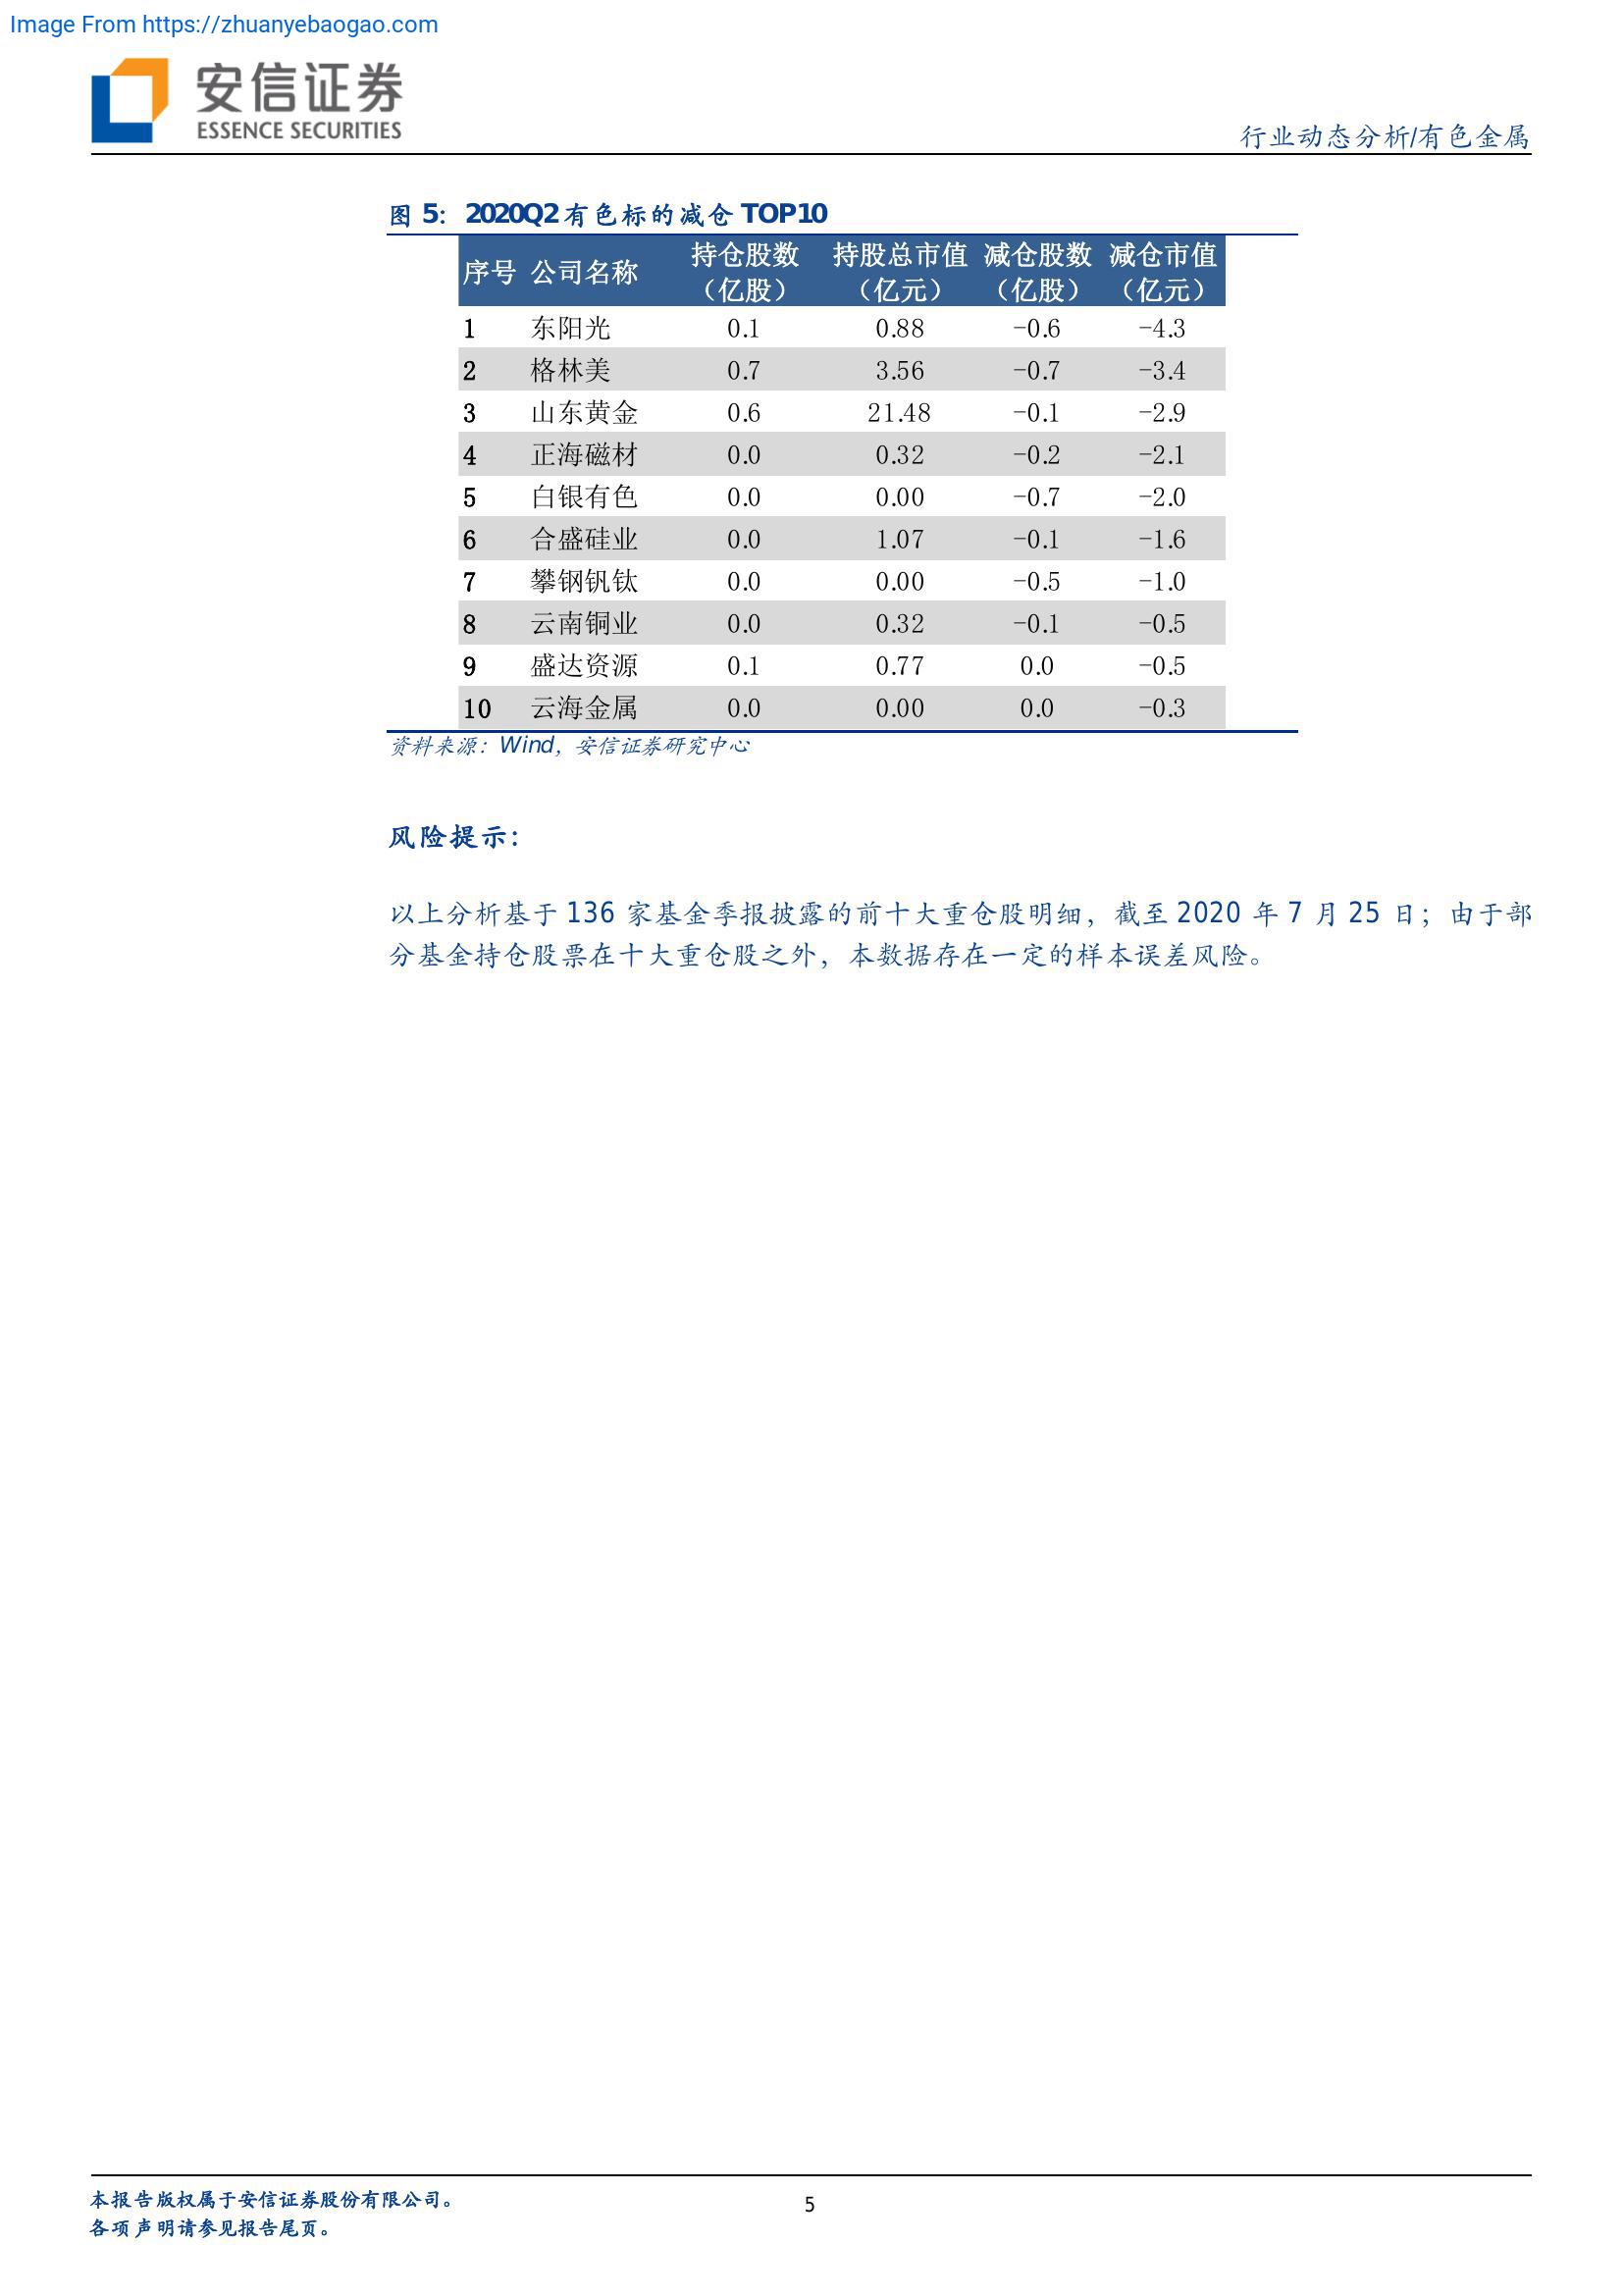 Image From https://zhuanyebaogao.com
安信证券
ESSENCE SECURITIES
行业动态分析/有色金属
图 5： 2020Q2有色标的减仓 TOP10
序号 公司名称 持仓股数（亿股） 持股总市值（亿元） 减仓股数（亿股） 减仓市值（亿元）
1 东阳光 0.1 0.88 -0.6 -4.3
2 格林美 0.7 3.56 -0.7 -3.4
3 山东黄金 0.6 21.48 -0.1 -2.9
4 正海磁材 0.0 0.32 -0.2 -2.1
5 白银有色 0.0 0.00 -0.7 -2.0
6 合盛硅业 0.0 1.07 -0.1 -1.6
7 攀钢钒钛 0.0 0.00 -0.5 -1.0
8 云南铜业 0.0 0.32 -0.1 -0.5
9 盛达资源 0.1 0.77 0.0 -0.5
10 云海金属 0.0 0.00 0.0 -0.3
资料来源：Wind，安信证券研究中心
风险提示：
以上分析基于 136 家基金季报披露的前十大重仓股明细，截至 2020 年 7 月 25 日；由于部
分基金持仓股票在十大重仓股之外，本数据存在一定的样本误差风险。
本报告版权属于安信证券股份有限公司。
各项声明请参见报告尾页。
5